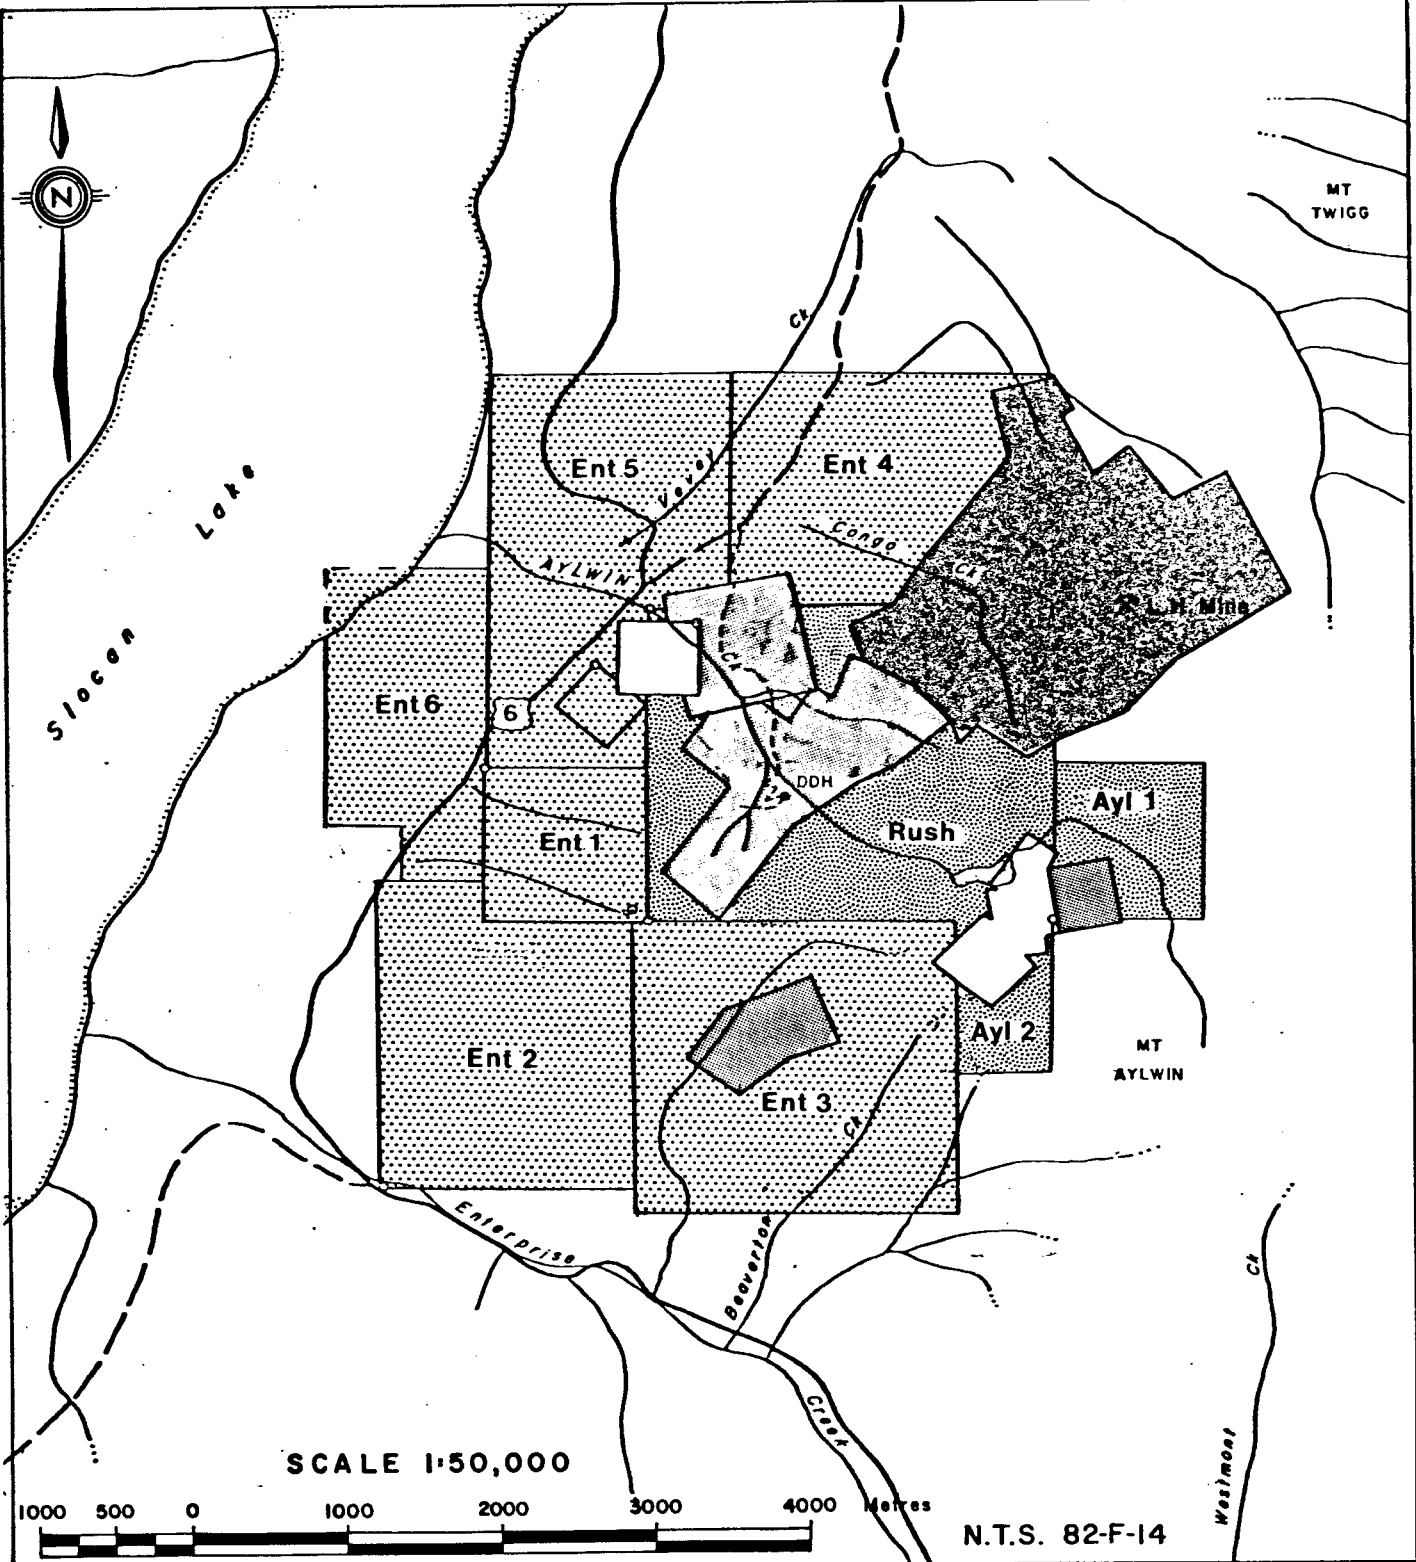 N
MT
TWIGG
Ck
Slocan Lake
Ent 5
Ent 4
Vevey
Congo Ck
AYLWIN Ck
L.H. Mine
Ent 6
6
DDH
Ayl 1
Rush
Ent 1
Ent 2
Ent 3
Ayl 2
MT
AYLWIN
Beaverton Ck
Enterprise Creek
Westmont Ck
SCALE 1:50,000
1000 500 0 1000 2000 3000 4000 Metres
N.T.S. 82-F-14